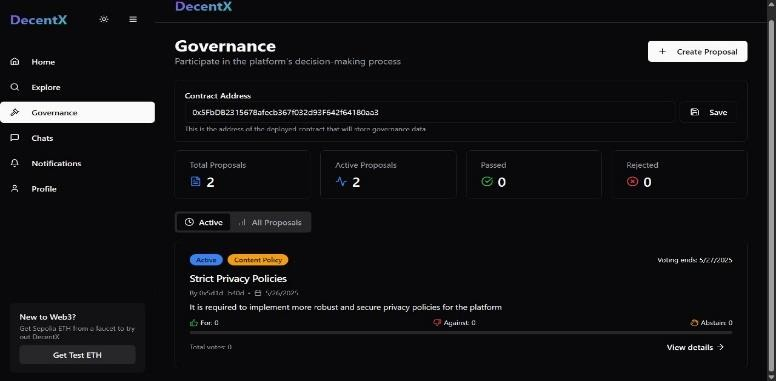 DecentX
Home
Explore
Governance
Chats
Notifications
Profile
New to Web3?
Get Sepolia ETH from a faucet to try
out DecentX
Get Test ETH
DecentX
Governance
Participate in the platform's decision-making process
Create Proposal
Contract Address
0x5FbDB2315678afecb367f032d93F642f64180aa3
Save
This is the address of the deployed contract that will store governance data
Total Proposals
2
Active Proposals
2
Passed
0
Rejected
0
Active
All Proposals
Active
Content Policy
Voting ends: 5/27/2025
Strict Privacy Policies
By • 5/26/2025
It is required to implement more robust and secure privacy policies for the platform
For: 0
Against: 0
Abstain: 0
Total votes: 0
View details